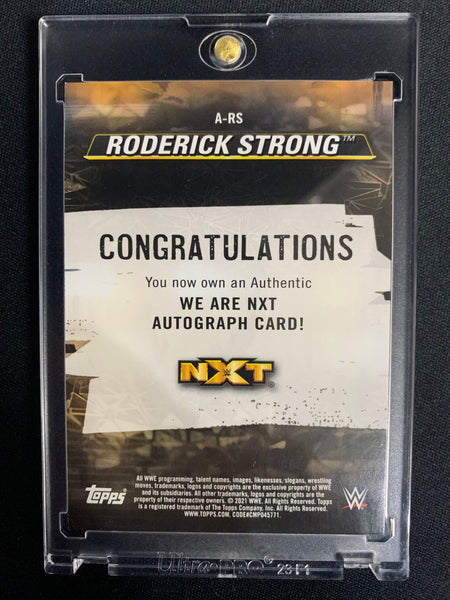 A-RS
RODERICK STRONG™
CONGRATULATIONS
You now own an Authentic
WE ARE NXT
AUTOGRAPH CARD!
NXT
All WWE programming, talent names, images, likenesses, slogans, wrestling
moves, trademarks, logos and copyrights are the exclusive property of WWE
and its subsidiaries. All other trademarks, logos and copyrights are the
property of their respective owners. © 2021 WWE. All Rights Reserved. Topps
is a registered trademark of The Topps Company, Inc. All Rights Reserved.
WWW.TOPPS.COM. CODE#CMP045771.
topps
W
Ultra·PRO®